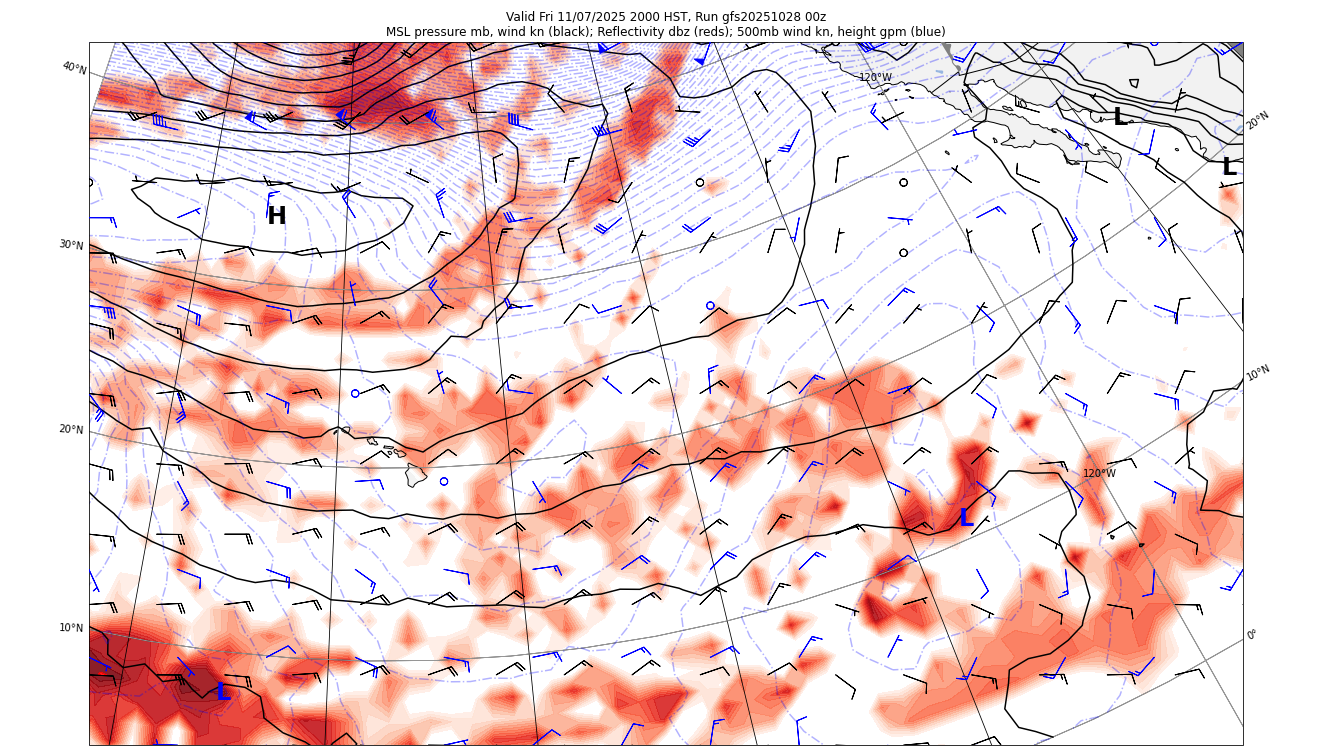 Valid Fri 11/07/2025 2000 HST, Run gfs20251028 00z
MSL pressure mb, wind kn (black); Reflectivity dbz (reds); 500mb wind kn, height gpm (blue)
40°N
120°W
L
20°N
L
H
30°N
10°N
20°N
120°W
L
10°N
0°
L